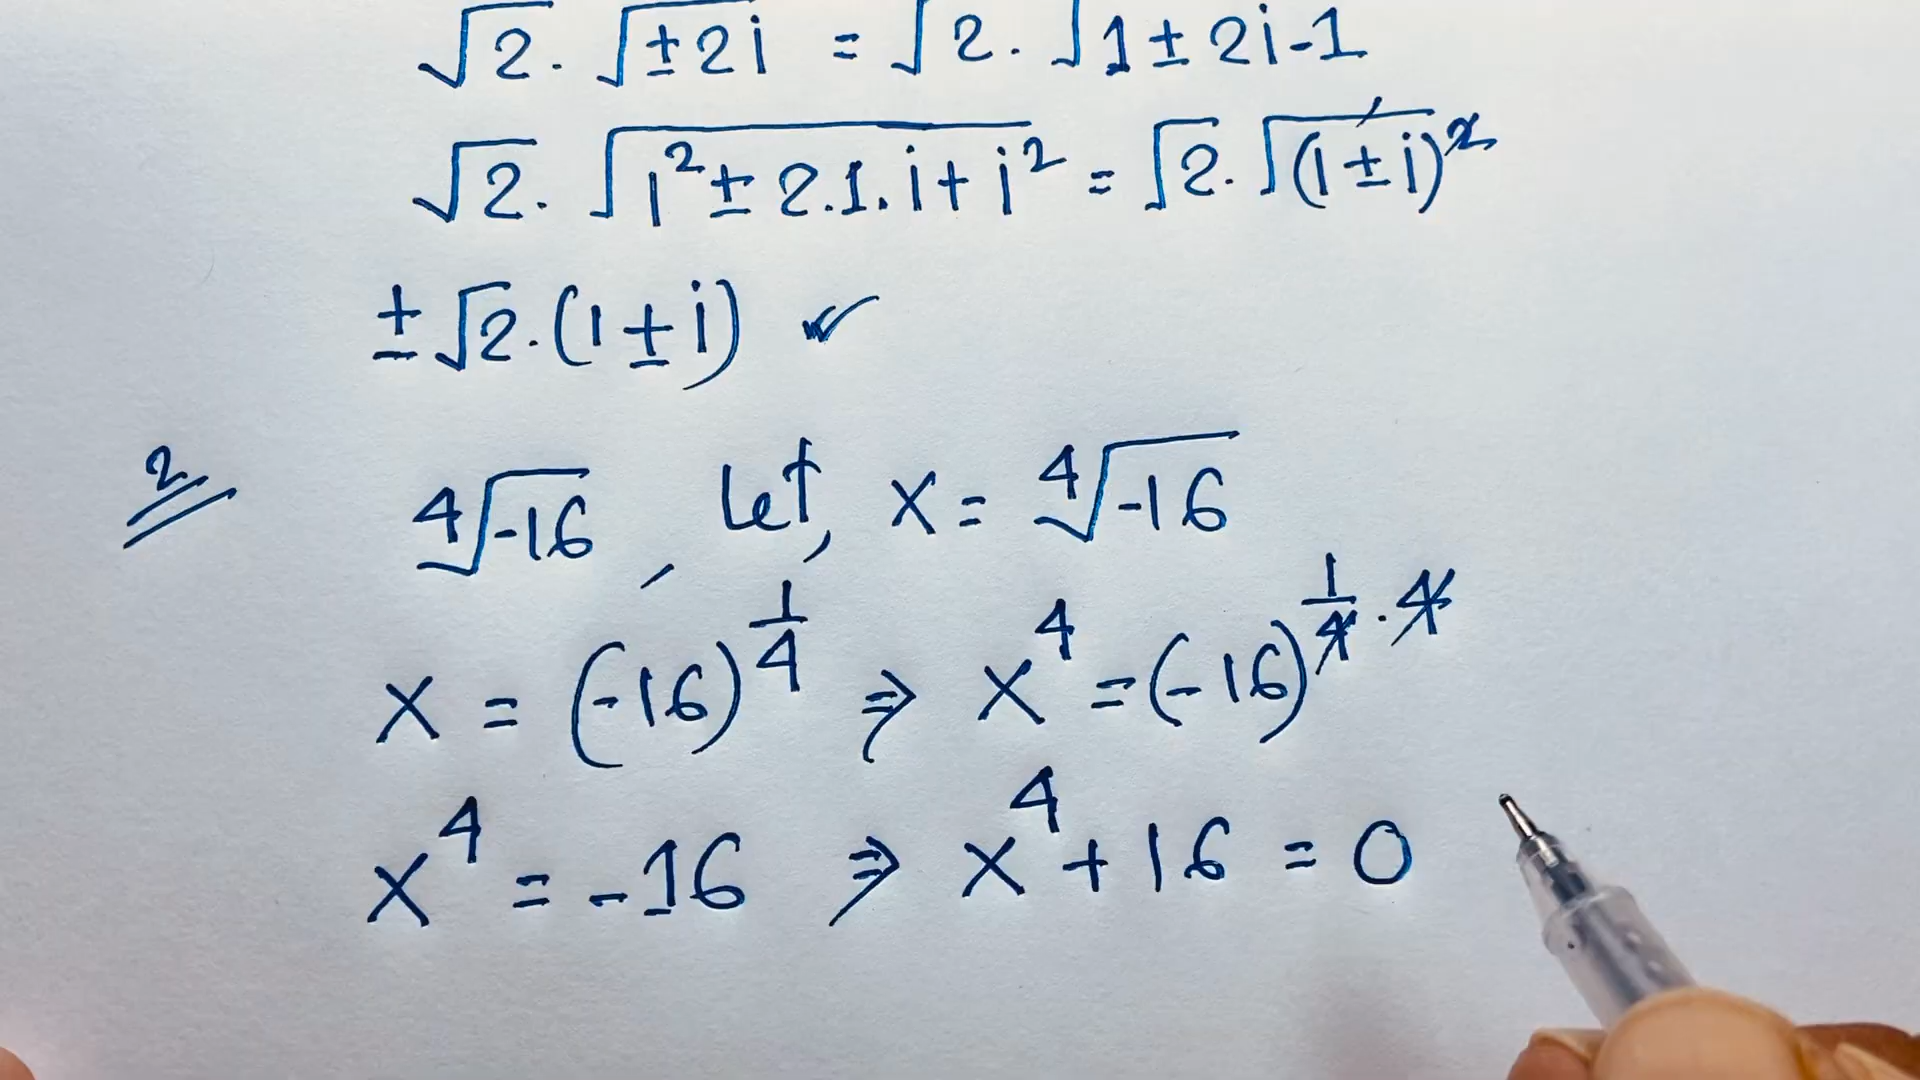 √2 . √±2i = √2 . √1 ± 2i - 1
√2 . √1² ± 2.1.i + i² = √2 . √(1 ± i)²
± √2 . (1 ± i) ✓
2 ⁴√-16 , Let, x = ⁴√-16
x = (-16)^(1/4) ⇒ x⁴ = (-16)^(1/4 . 4)
x⁴ = -16 ⇒ x⁴ + 16 = 0